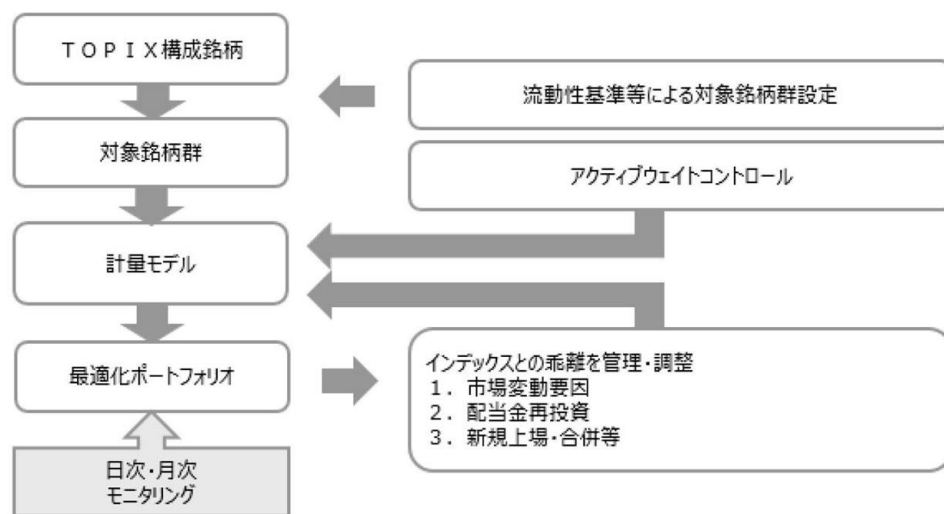 ＴＯＰＩＸ構成銘柄
流動性基準等による対象銘柄群設定
対象銘柄群
アクティブウェイトコントロール
計量モデル
最適化ポートフォリオ
インデックスとの乖離を管理・調整
１．市場変動要因
２．配当金再投資
３．新規上場・合併等
日次・月次
モニタリング